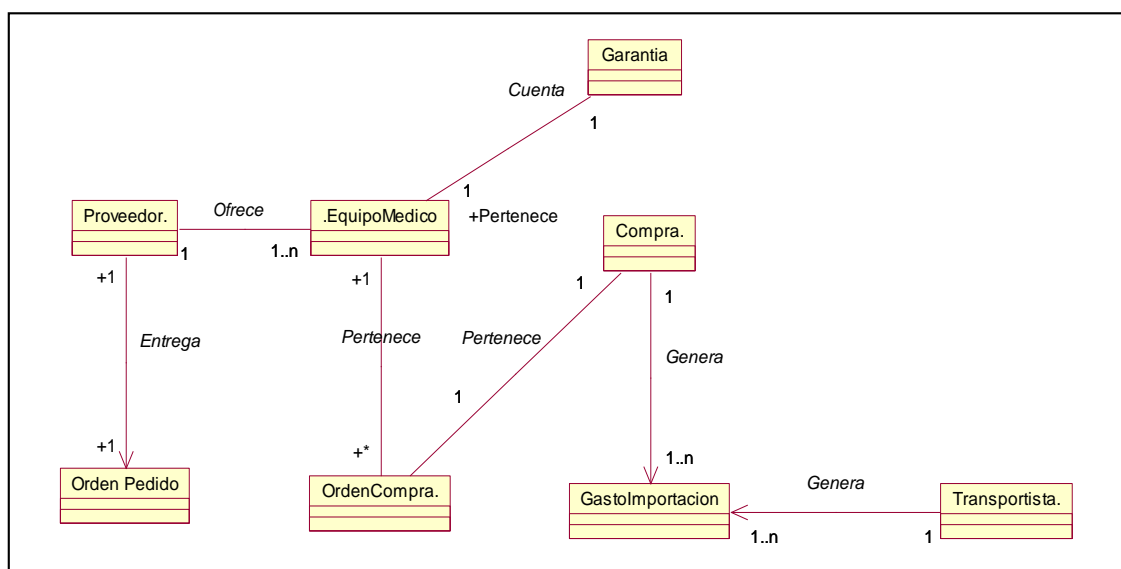 Garantia
Cuenta
1
1
Proveedor.
Ofrece
.EquipoMedico
+Pertenece
Compra.
1
1..n
+1
+1
1
1
Entrega
Pertenece
Pertenece
Genera
1
+1
+*
1..n
Orden Pedido
OrdenCompra.
GastoImportacion
Genera
Transportista.
1..n
1